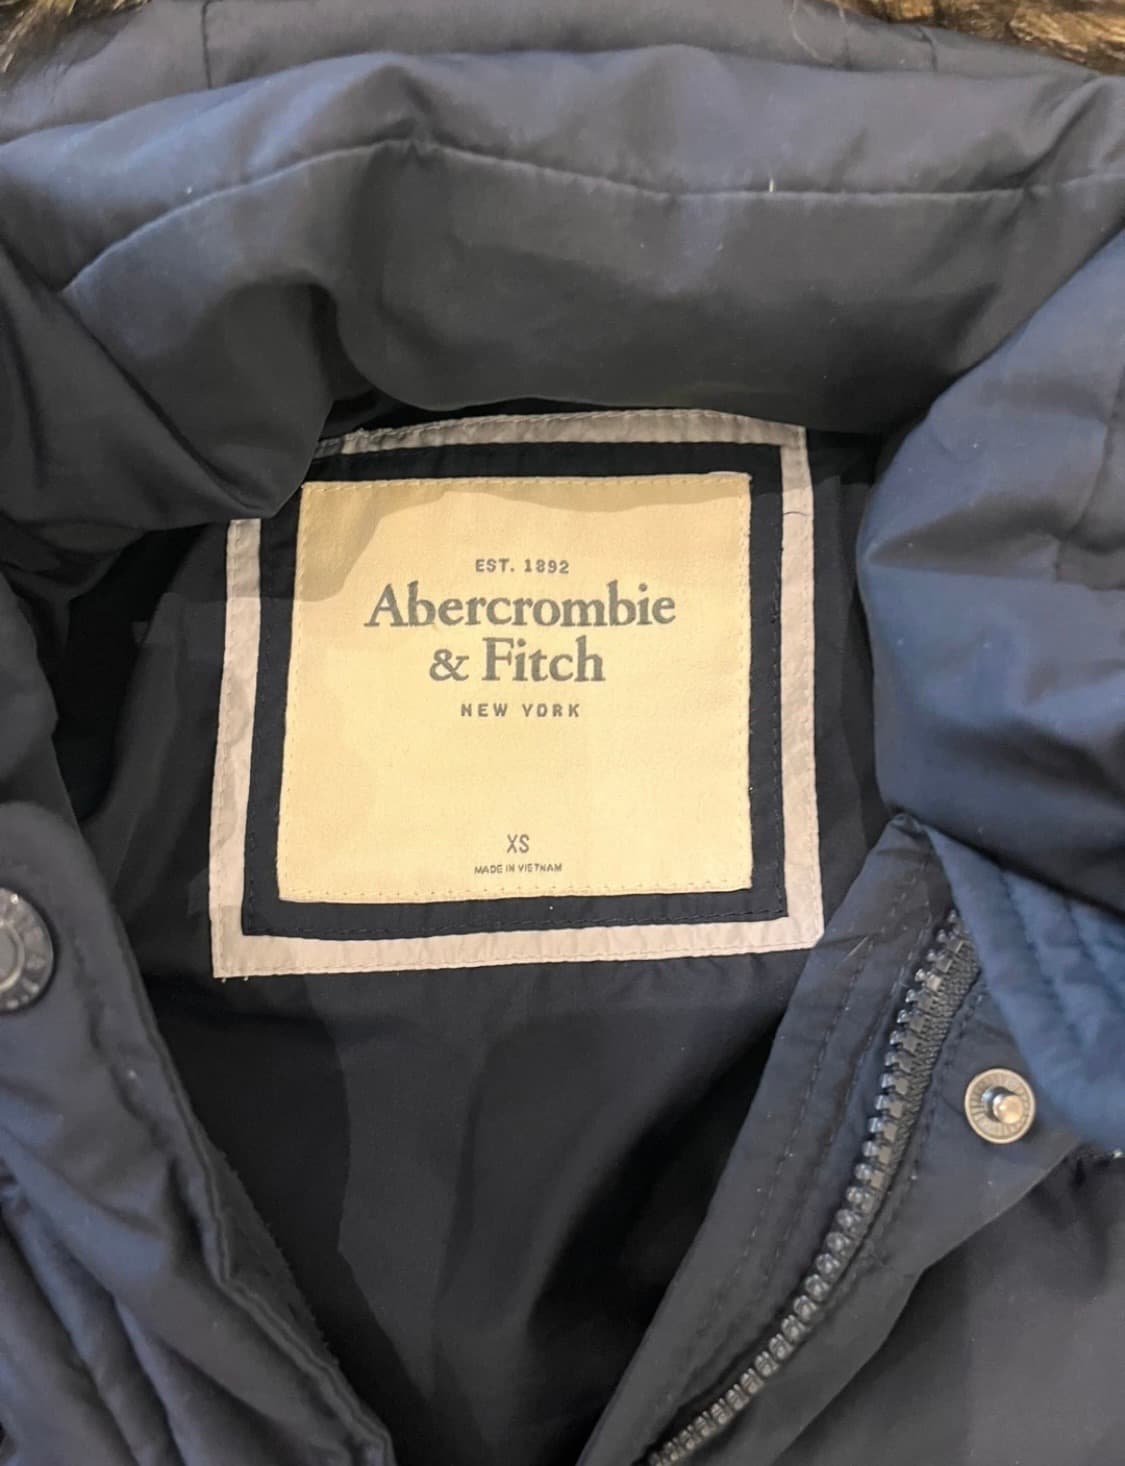 EST. 1892
Abercrombie
& Fitch
NEW YORK
XS
MADE IN VIETNAM